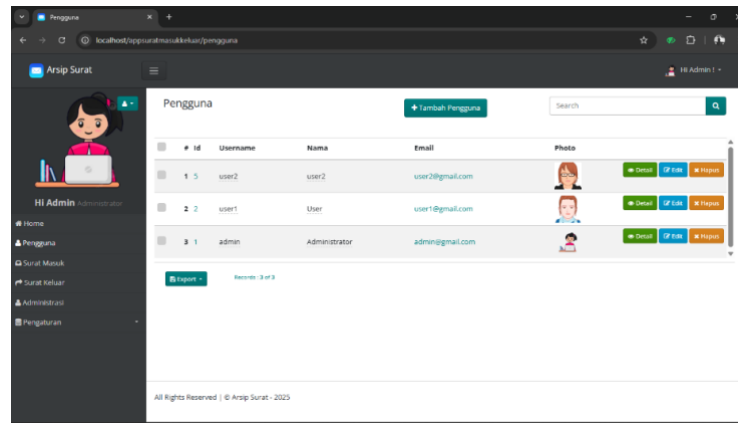 Pengguna
localhost/appsuratmasukkeluar/pengguna
Arsip Surat
Hi Admin !
Pengguna
Tambah Pengguna
Search
# Id Username Nama Email Photo
1 5 user2 user2 user2@gmail.com Detail Edit Hapus
2 2 user1 User user1@gmail.com Detail Edit Hapus
3 1 admin Administrator admin@gmail.com Detail Edit Hapus
Hi Admin Administrator
Home
Pengguna
Surat Masuk
Surat Keluar
Administrasi
Pengaturan
Export
Records : 3 of 3
All Rights Reserved | © Arsip Surat - 2025